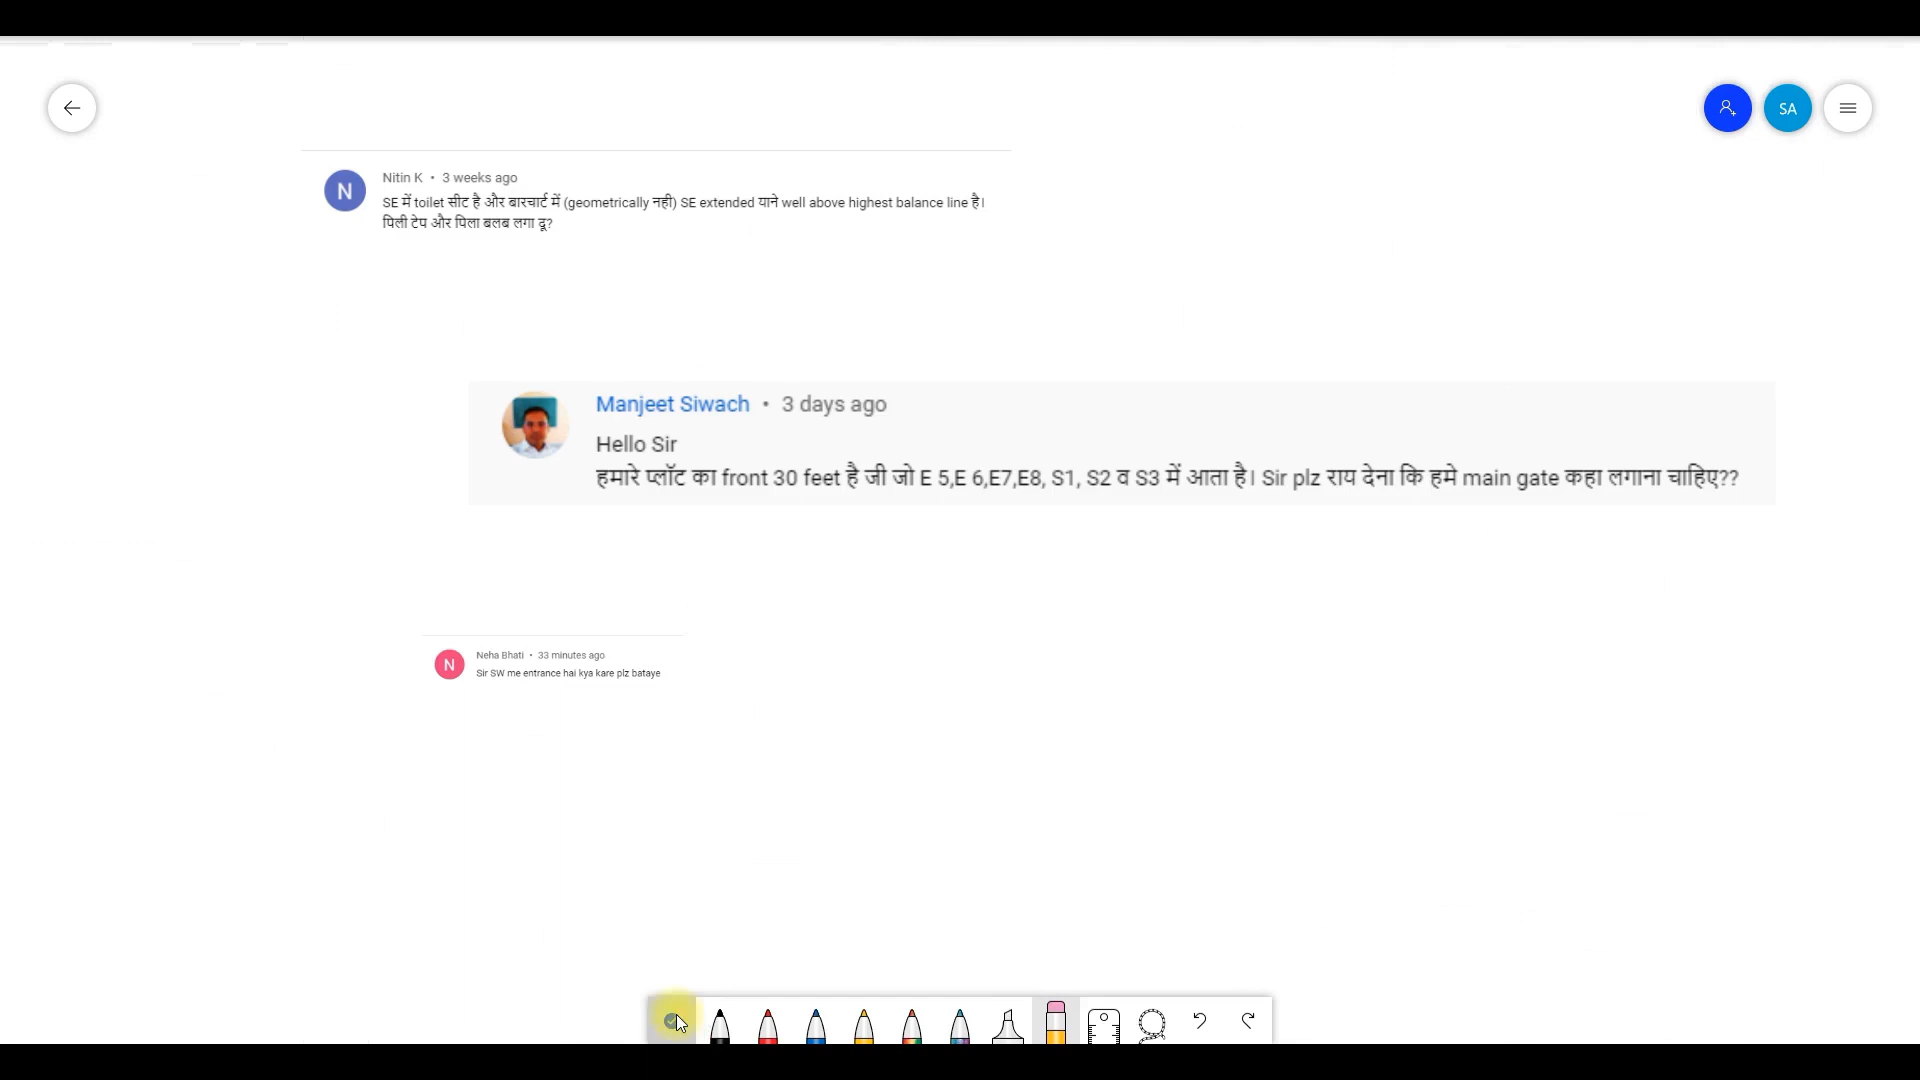 SA
N
Nitin K • 3 weeks ago
SE में toilet सीट है और बारचार्ट में (geometrically नही) SE extended याने well above highest balance line है।
पिली टेप और पिला बलब लगा दू?
Manjeet Siwach • 3 days ago
Hello Sir
हमारे प्लॉट का front 30 feet है जी जो E 5,E 6,E7,E8, S1, S2 व S3 में आता है। Sir plz राय देना कि हमे main gate कहा लगाना चाहिए??
N
Neha Bhati • 33 minutes ago
Sir SW me entrance hai kya kare plz bataye